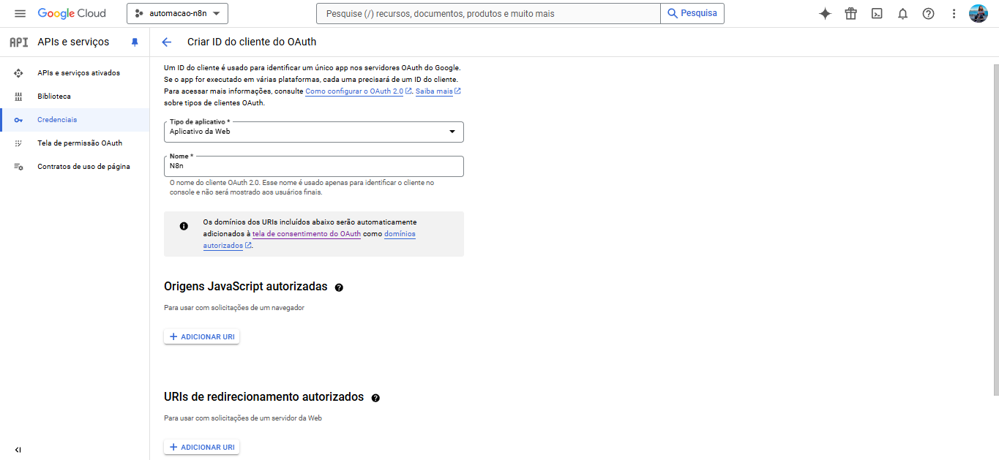 Google Cloud
automacao-n8n
Pesquise (/) recursos, documentos, produtos e muito mais
Pesquisa
API APIs e serviços
Criar ID do cliente do OAuth
APIs e serviços ativados
Biblioteca
Credenciais
Tela de permissão OAuth
Contratos de uso de página
Um ID do cliente é usado para identificar um único app nos servidores OAuth do Google.
Se o app for executado em várias plataformas, cada uma precisará de um ID do cliente.
Para acessar mais informações, consulte Como configurar o OAuth 2.0. Saiba mais
sobre tipos de clientes OAuth.
Tipo de aplicativo *
Aplicativo da Web
Nome *
N8n
O nome do cliente OAuth 2.0. Esse nome é usado apenas para identificar o cliente no
console e não será mostrado aos usuários finais.
Os domínios dos URIs incluídos abaixo serão automaticamente
adicionados à tela de consentimento do OAuth como domínios
autorizados.
Origens JavaScript autorizadas
Para usar com solicitações de um navegador
+ ADICIONAR URI
URIs de redirecionamento autorizados
Para usar com solicitações de um servidor da Web
+ ADICIONAR URI